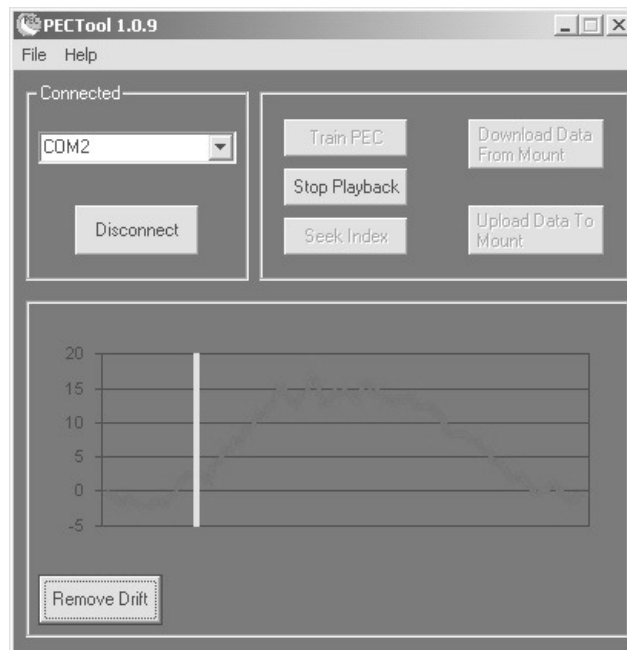 PECTool 1.0.9
File Help
Connected
COM2
Disconnect
Train PEC
Stop Playback
Seek Index
Download Data
From Mount
Upload Data To
Mount
20
15
10
5
0
-5
Remove Drift